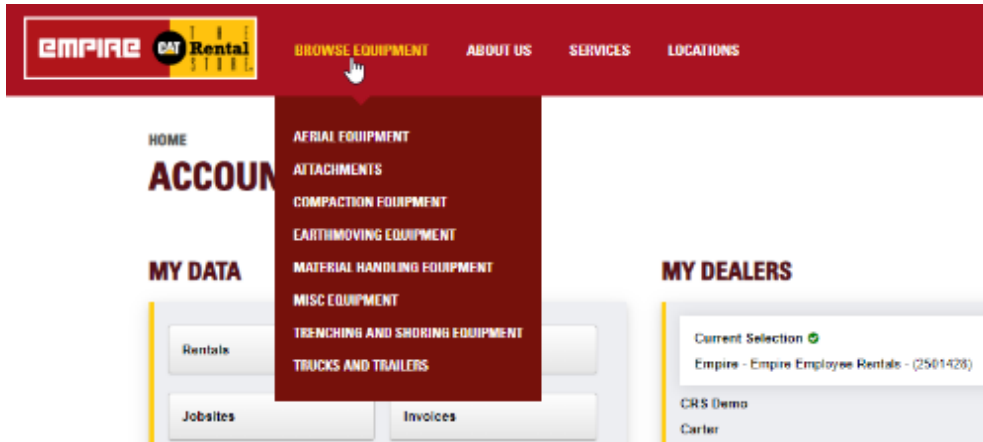 EMPIRE CAT THE Rental STORE
BROWSE EQUIPMENT ABOUT US SERVICES LOCATIONS
AERIAL EQUIPMENT
ATTACHMENTS
COMPACTION EQUIPMENT
EARTHMOVING EQUIPMENT
MATERIAL HANDLING EQUIPMENT
MISC EQUIPMENT
TRENCHING AND SHORING EQUIPMENT
TRUCKS AND TRAILERS
HOME
ACCOUN
MY DATA
Rentals
Jobsites Invoices
MY DEALERS
Current Selection
Empire - Empire Employee Rentals - (2501428)
CRS Demo
Carter